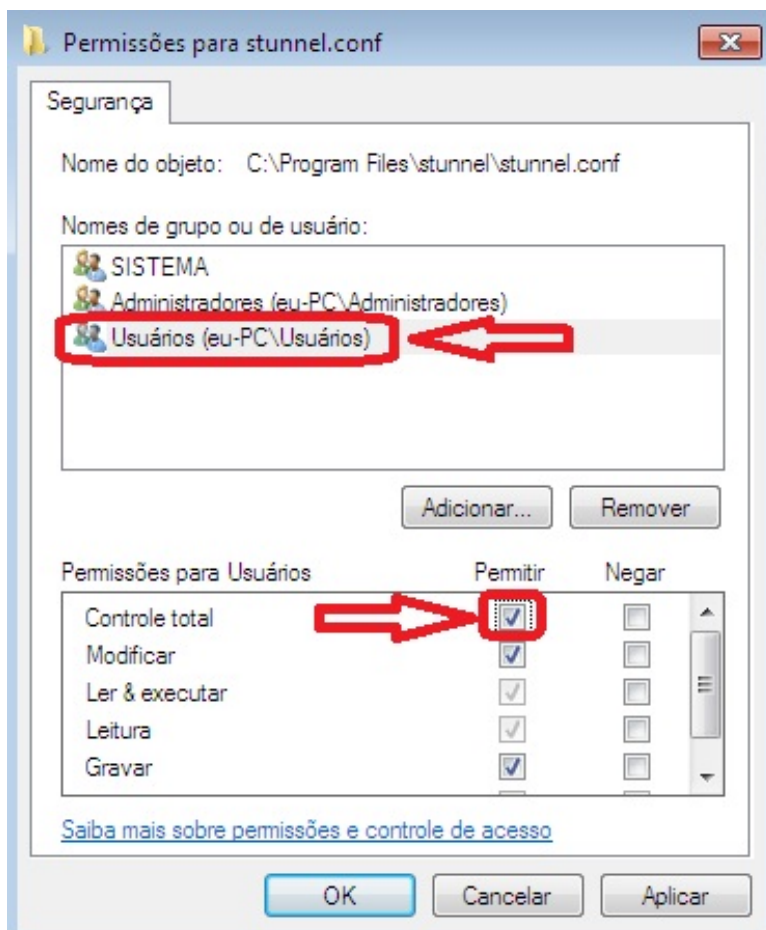 Permissões para stunnel.conf
Segurança
Nome do objeto: C:\Program Files\stunnel\stunnel.conf
Nomes de grupo ou de usuário:
SISTEMA
Administradores (eu-PC\Administradores)
Usuários (eu-PC\Usuários)
Adicionar... Remover
Permissões para Usuários Permitir Negar
Controle total
Modificar
Ler & executar
Leitura
Gravar
Saiba mais sobre permissões e controle de acesso
OK Cancelar Aplicar